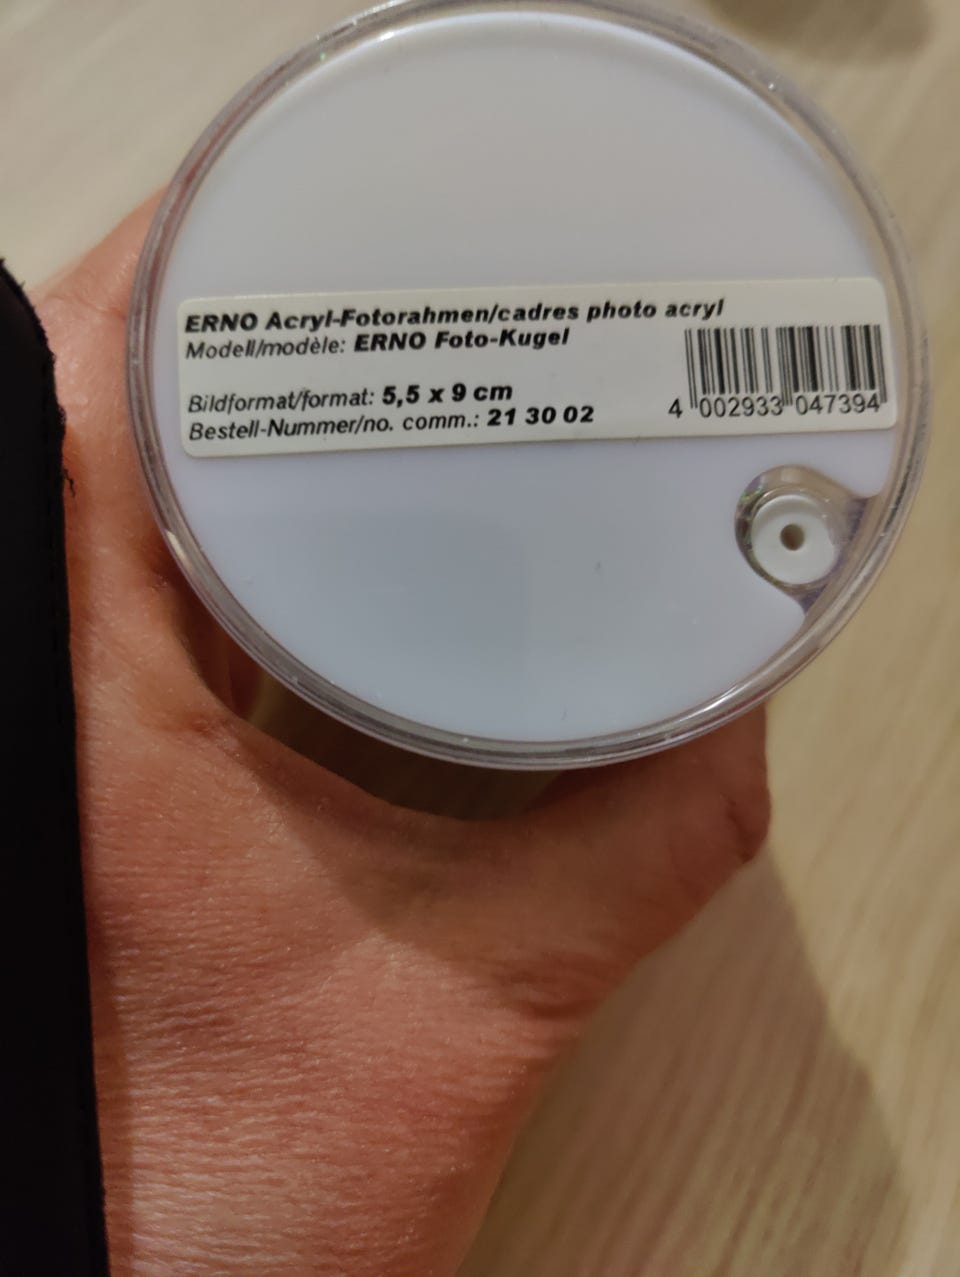 ERNO Acryl-Fotorahmen/cadres photo acryl
Modell/modèle: ERNO Foto-Kugel
Bildformat/format: 5,5 x 9 cm
Bestell-Nummer/no. comm.: 21 30 02
4 002933 047394